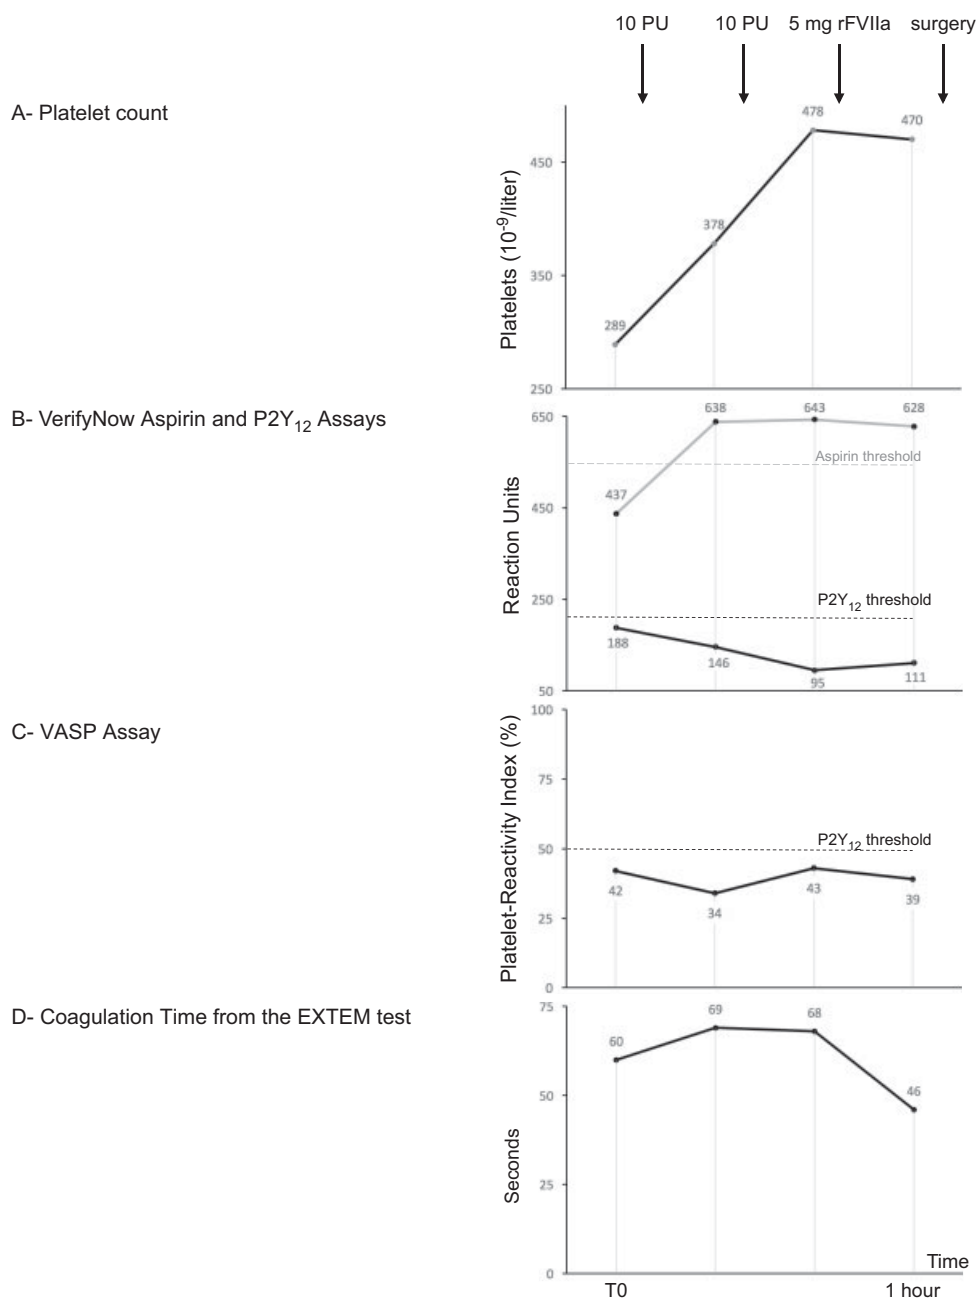 10 PU 10 PU 5 mg rFVIIa surgery
A- Platelet count
Platelets (10⁻⁹/liter)
450
350
250
289
378
478
470
B- VerifyNow Aspirin and P2Y₁₂ Assays
Reaction Units
650
450
250
50
437
638
643
628
Aspirin threshold
P2Y₁₂ threshold
188
146
95
111
C- VASP Assay
Platelet-Reactivity Index (%)
100
75
50
25
0
P2Y₁₂ threshold
42
34
43
39
D- Coagulation Time from the EXTEM test
Seconds
75
50
25
0
60
69
68
46
Time
T0 1 hour